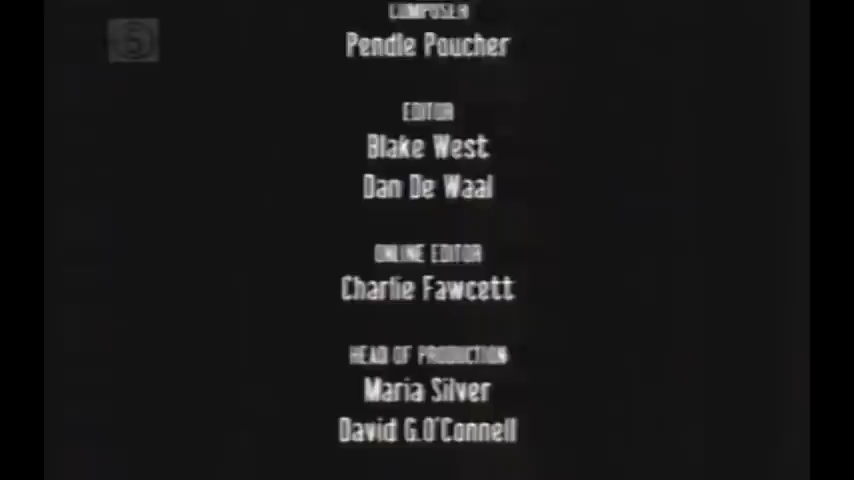 5
COMPOSER
Pendle Poucher
EDITOR
Blake West
Dan De Waal
ONLINE EDITOR
Charlie Fawcett
HEAD OF PRODUCTION
Maria Silver
David G.O'Connell